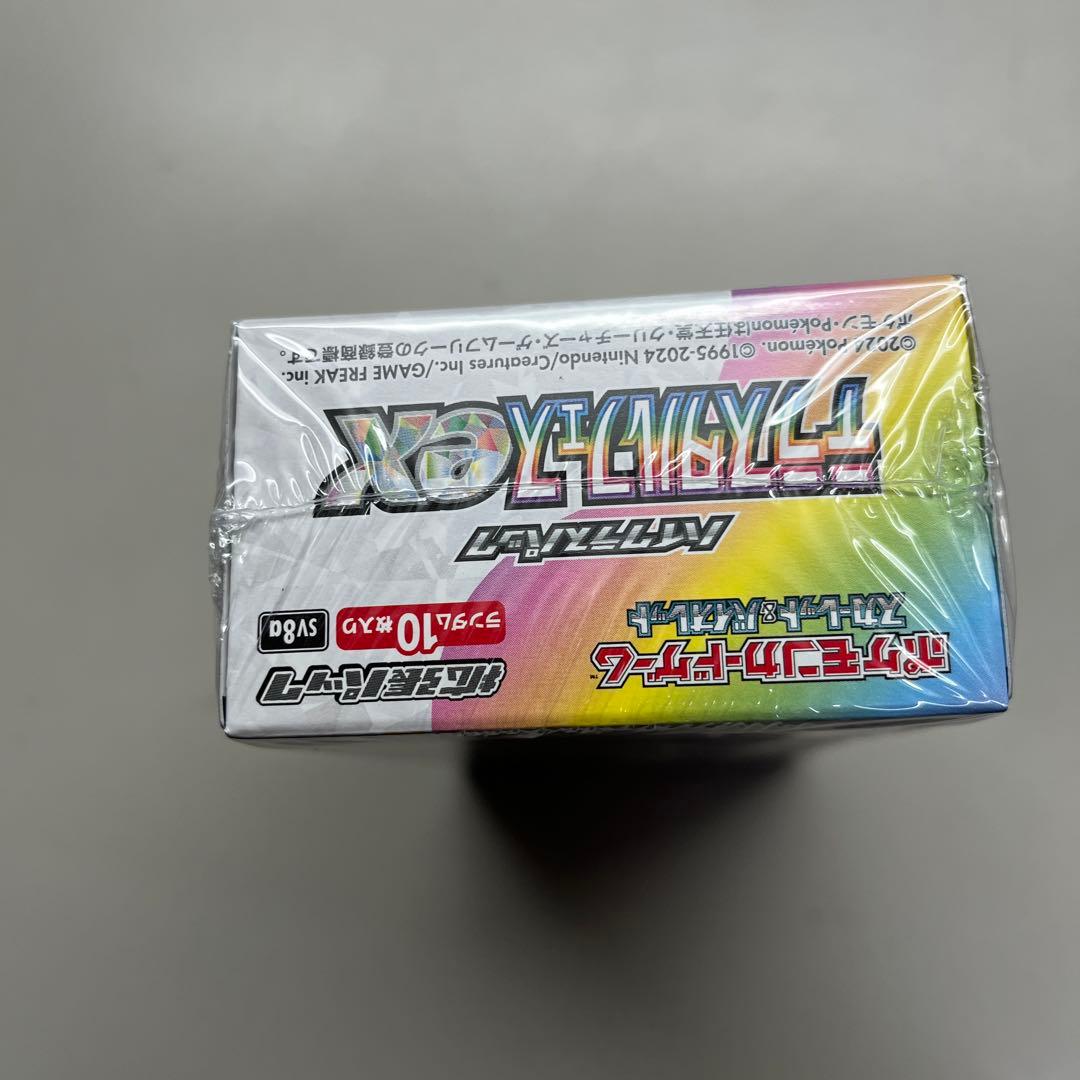 ポケモンカードゲーム™
スカーレット&バイオレット
拡張パック
ランダム10枚入り
SV8a
ハイクラスパック
テラスタルフェスex
©2024 Pokémon. ©1995-2024 Nintendo/Creatures Inc./GAME FREAK inc.
ポケモン・Pokémonは任天堂・クリーチャーズ・ゲームフリークの登録商標です。